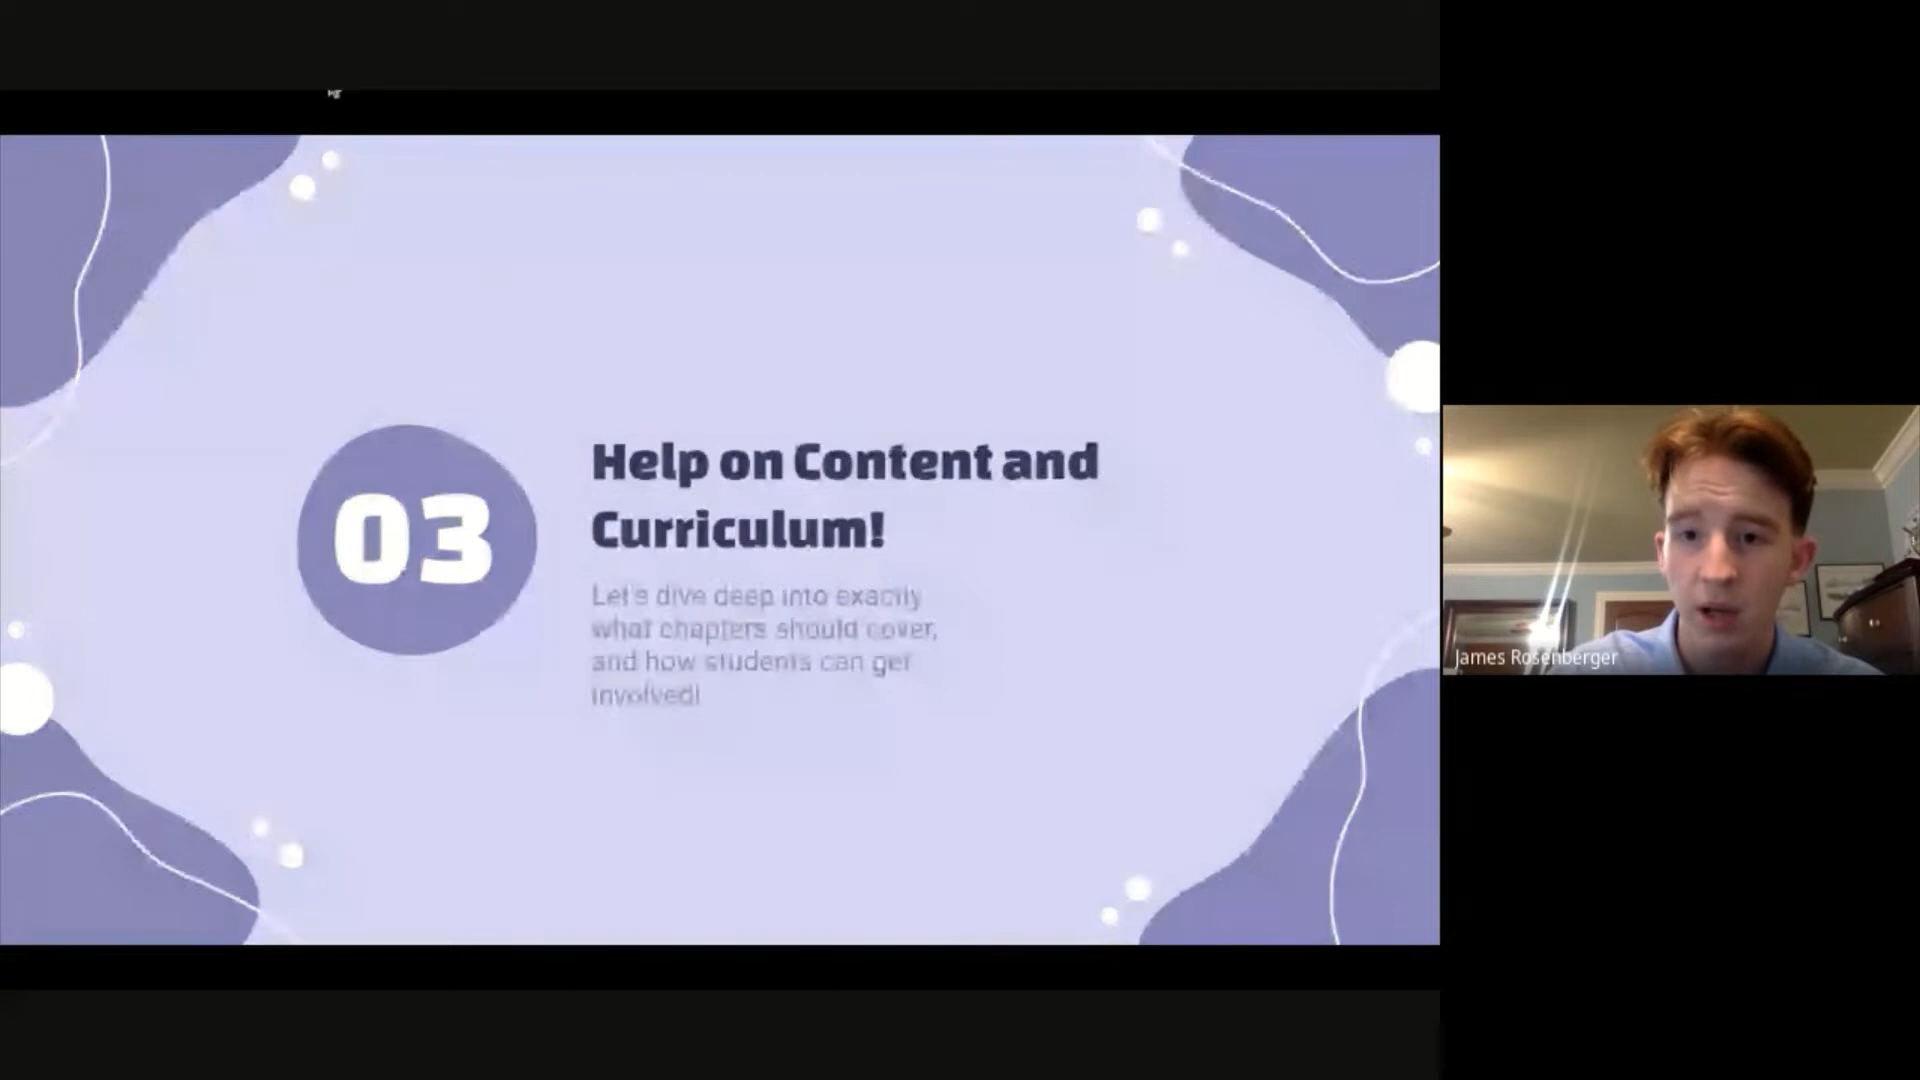 03
Help on Content and
Curriculum!
Let's dive deep into exactly
what chapters should cover,
and how students can get
involved!
James Rosenberger